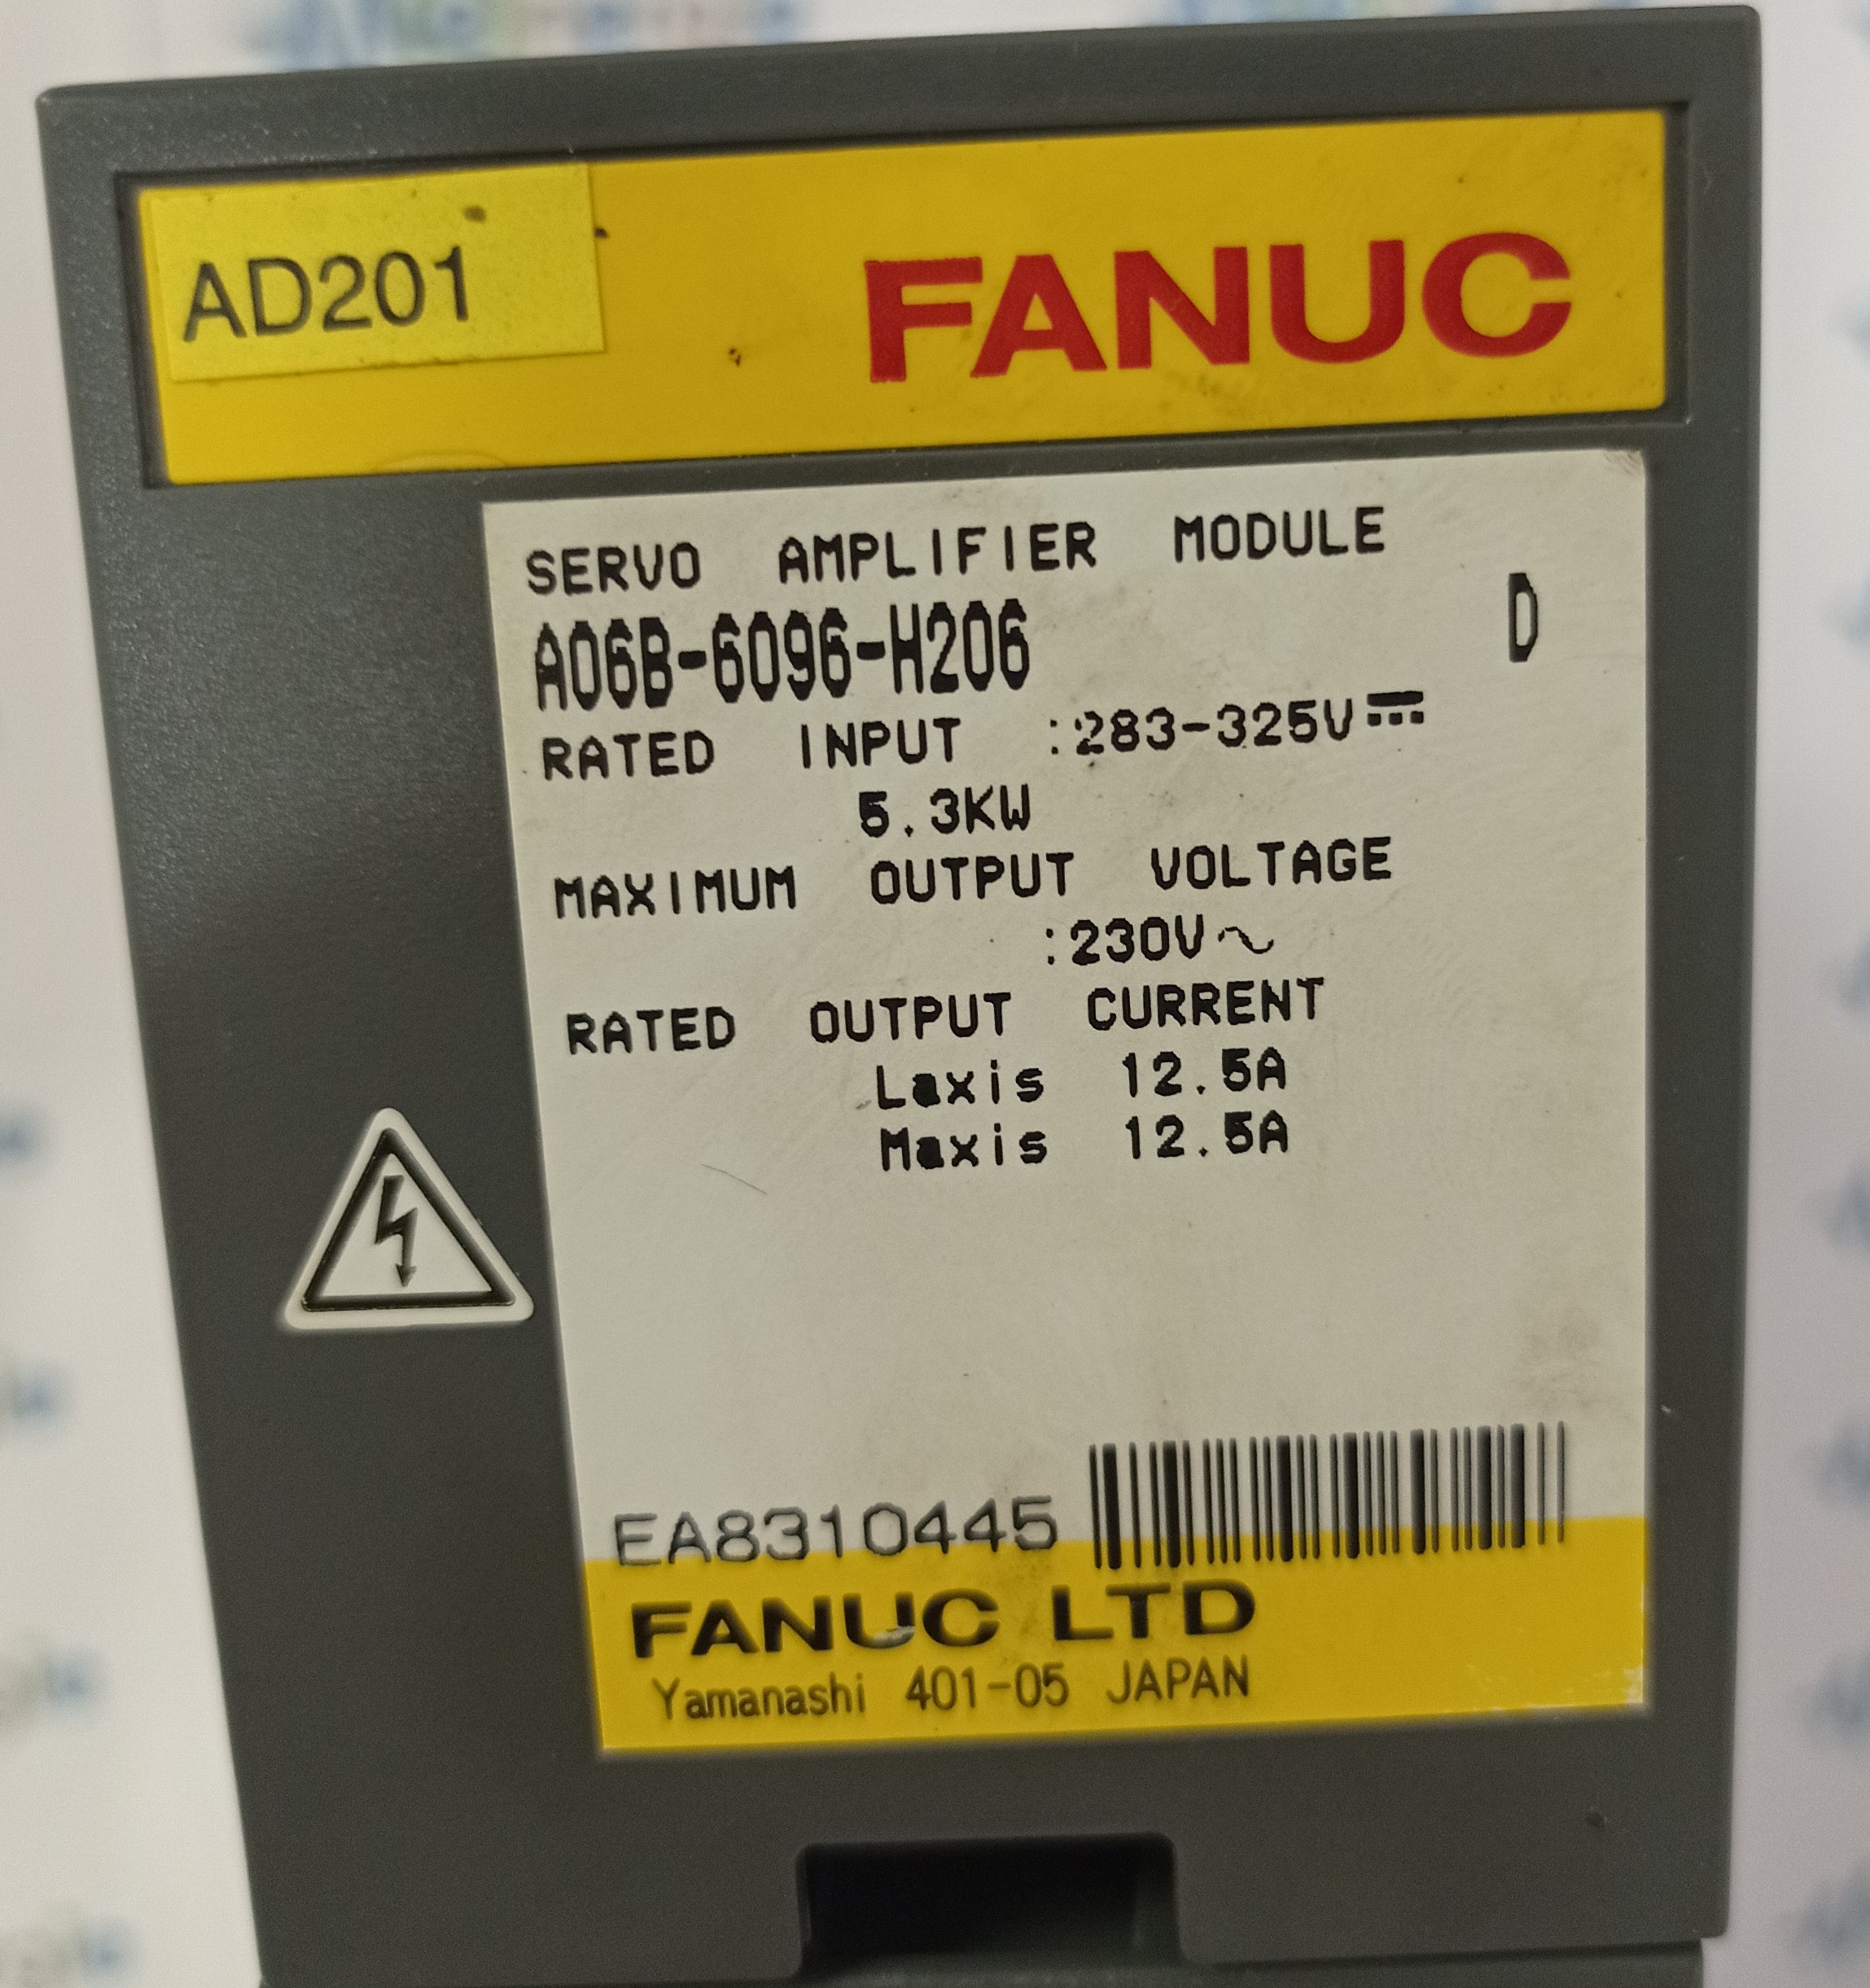 AD201
FANUC
SERVO AMPLIFIER MODULE
A06B-6096-H206 D
RATED INPUT :283-325V⎓
5.3KW
MAXIMUM OUTPUT VOLTAGE
:230V～
RATED OUTPUT CURRENT
Laxis 12.5A
Maxis 12.5A
EA8310445
FANUC LTD
Yamanashi 401-05 JAPAN